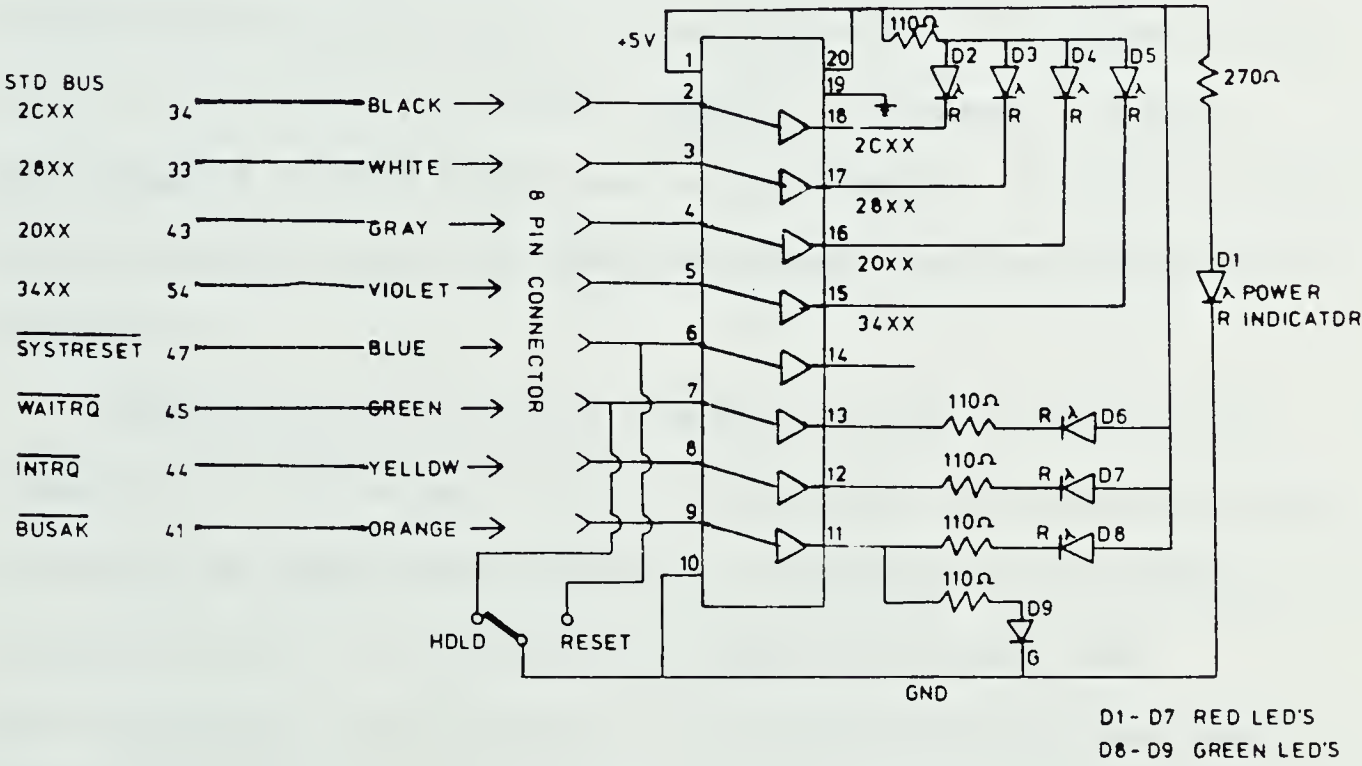 STD BUS
2CXX 34 BLACK
28XX 33 WHITE
20XX 43 GRAY
34XX 54 VIOLET
SYSTRESET 47 BLUE
WAITRQ 45 GREEN
INTRQ 44 YELLOW
BUSAK 41 ORANGE
8 PIN CONNECTOR
HOLD
RESET
+5V
1
2
3
4
5
6
7
8
9
10
20
19
18
2CXX
17
28XX
16
20XX
15
34XX
14
13
12
11
110Ω
D2 D3 D4 D5
λ λ λ λ
R R R R
270Ω
D1
λ POWER
R INDICATOR
110Ω R λ D6
110Ω R λ D7
110Ω R λ D8
110Ω
D9
G
GND
D1-D7 RED LED'S
D8-D9 GREEN LED'S